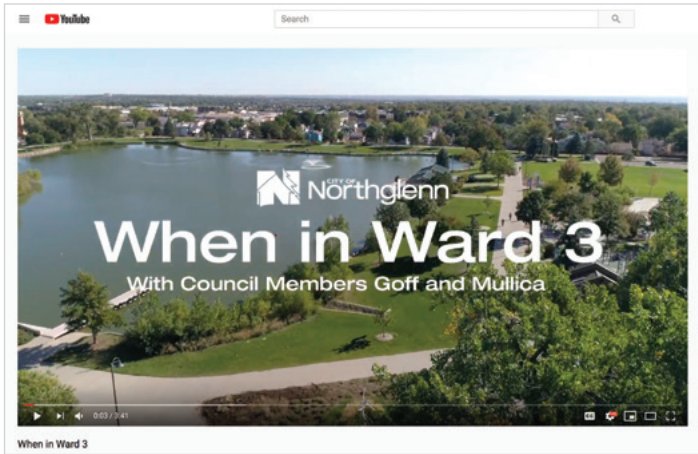 YouTube
Search
CITY OF
Northglenn
When in Ward 3
With Council Members Goff and Mullica
0:03 / 3:41
CC
When in Ward 3